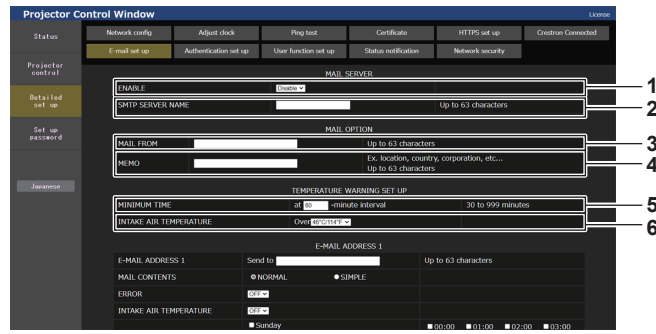 Projector Control Window
License
Status
Projector control
Detailed set up
Set up password
Japanese
Network config
Adjust clock
Ping test
Certificate
HTTPS set up
Crestron Connected
E-mail set up
Authentication set up
User function set up
Status notification
Network security
MAIL SERVER
ENABLE Disable 1
SMTP SERVER NAME Up to 63 characters 2
MAIL OPTION
MAIL FROM Up to 63 characters 3
MEMO Ex. location, country, corporation, etc... 4
Up to 63 characters
TEMPERATURE WARNING SET UP
MINIMUM TIME at 60 -minute interval 30 to 999 minutes 5
INTAKE AIR TEMPERATURE Over 46°C/114°F 6
E-MAIL ADDRESS 1
E-MAIL ADDRESS 1 Send to Up to 63 characters
MAIL CONTENTS NORMAL SIMPLE
ERROR OFF
INTAKE AIR TEMPERATURE OFF
Sunday 00:00 01:00 02:00 03:00